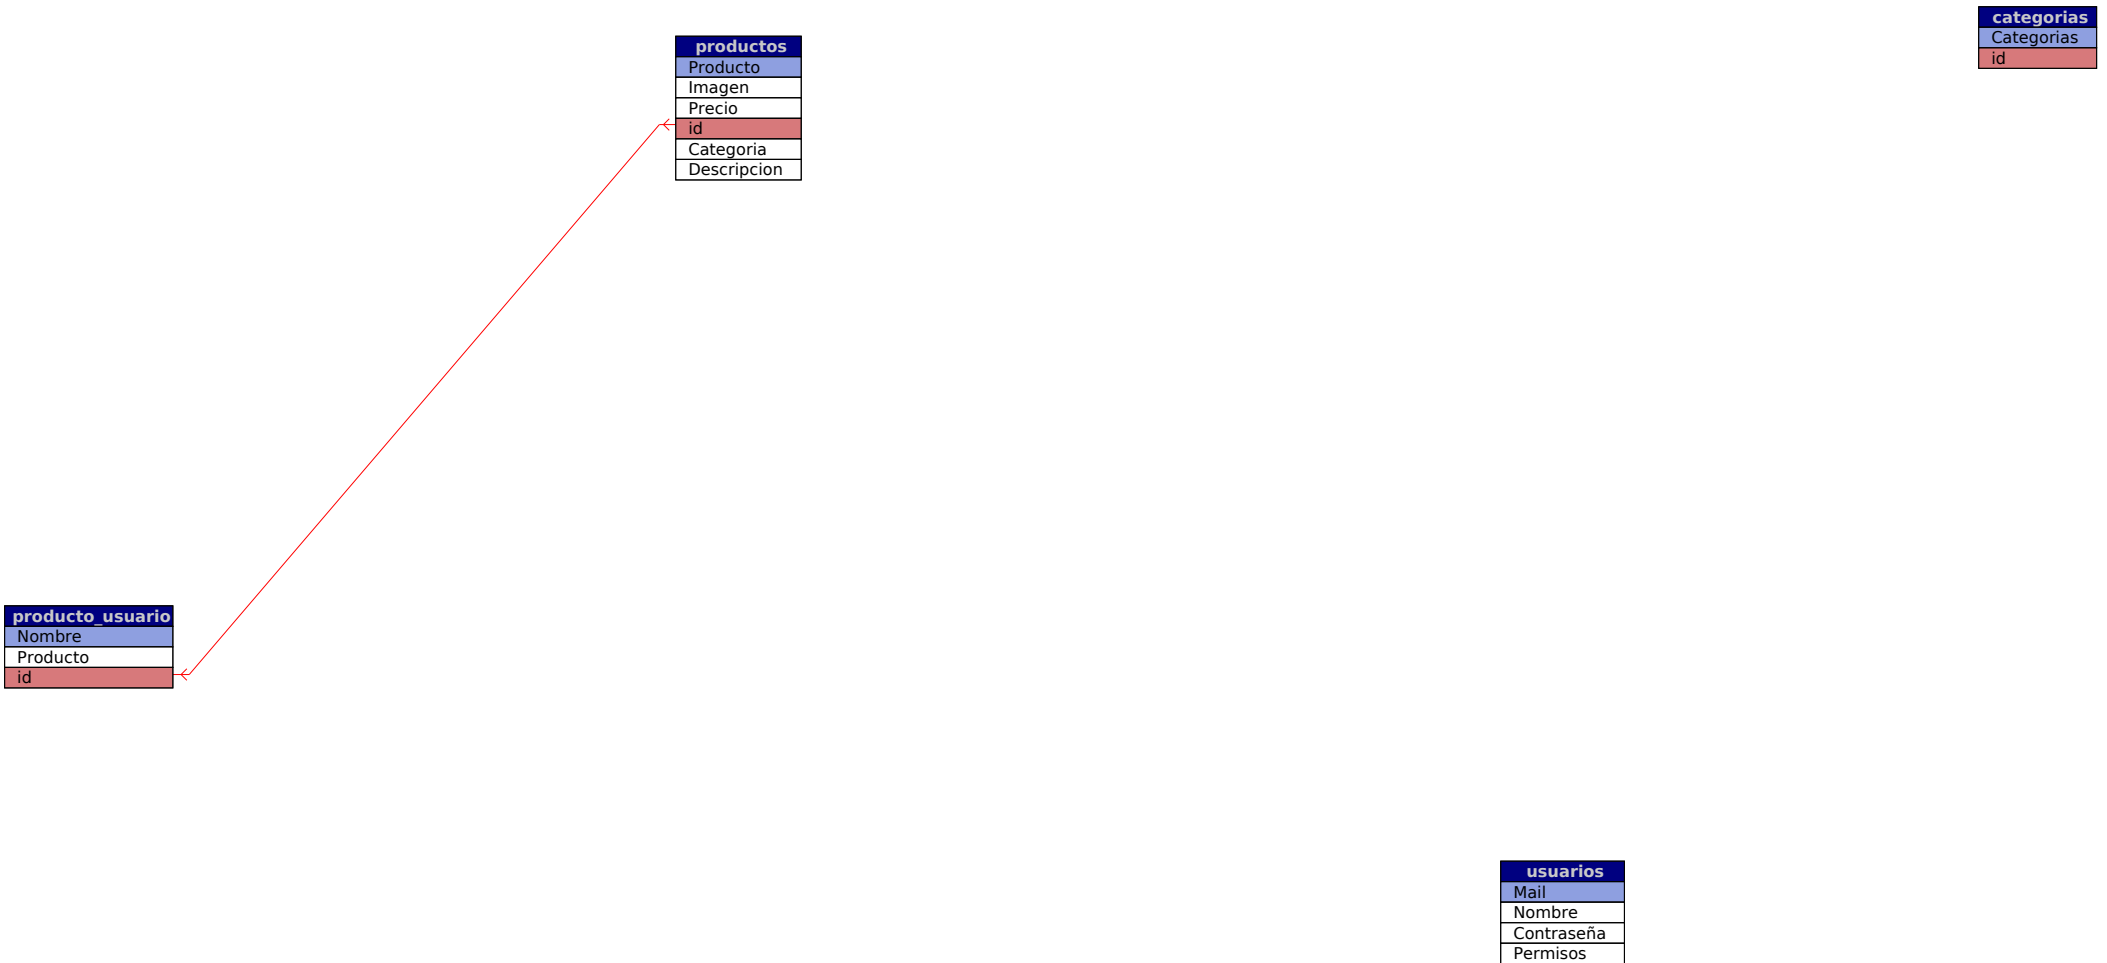 categorias
Categorias
id
productos
Producto
Imagen
Precio
id
Categoria
Descripcion
producto_usuario
Nombre
Producto
id
usuarios
Mail
Nombre
Contraseña
Permisos